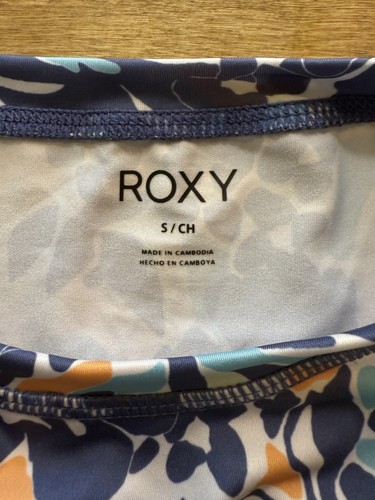 ROXY
S / CH
MADE IN CAMBODIA
HECHO EN CAMBOYA